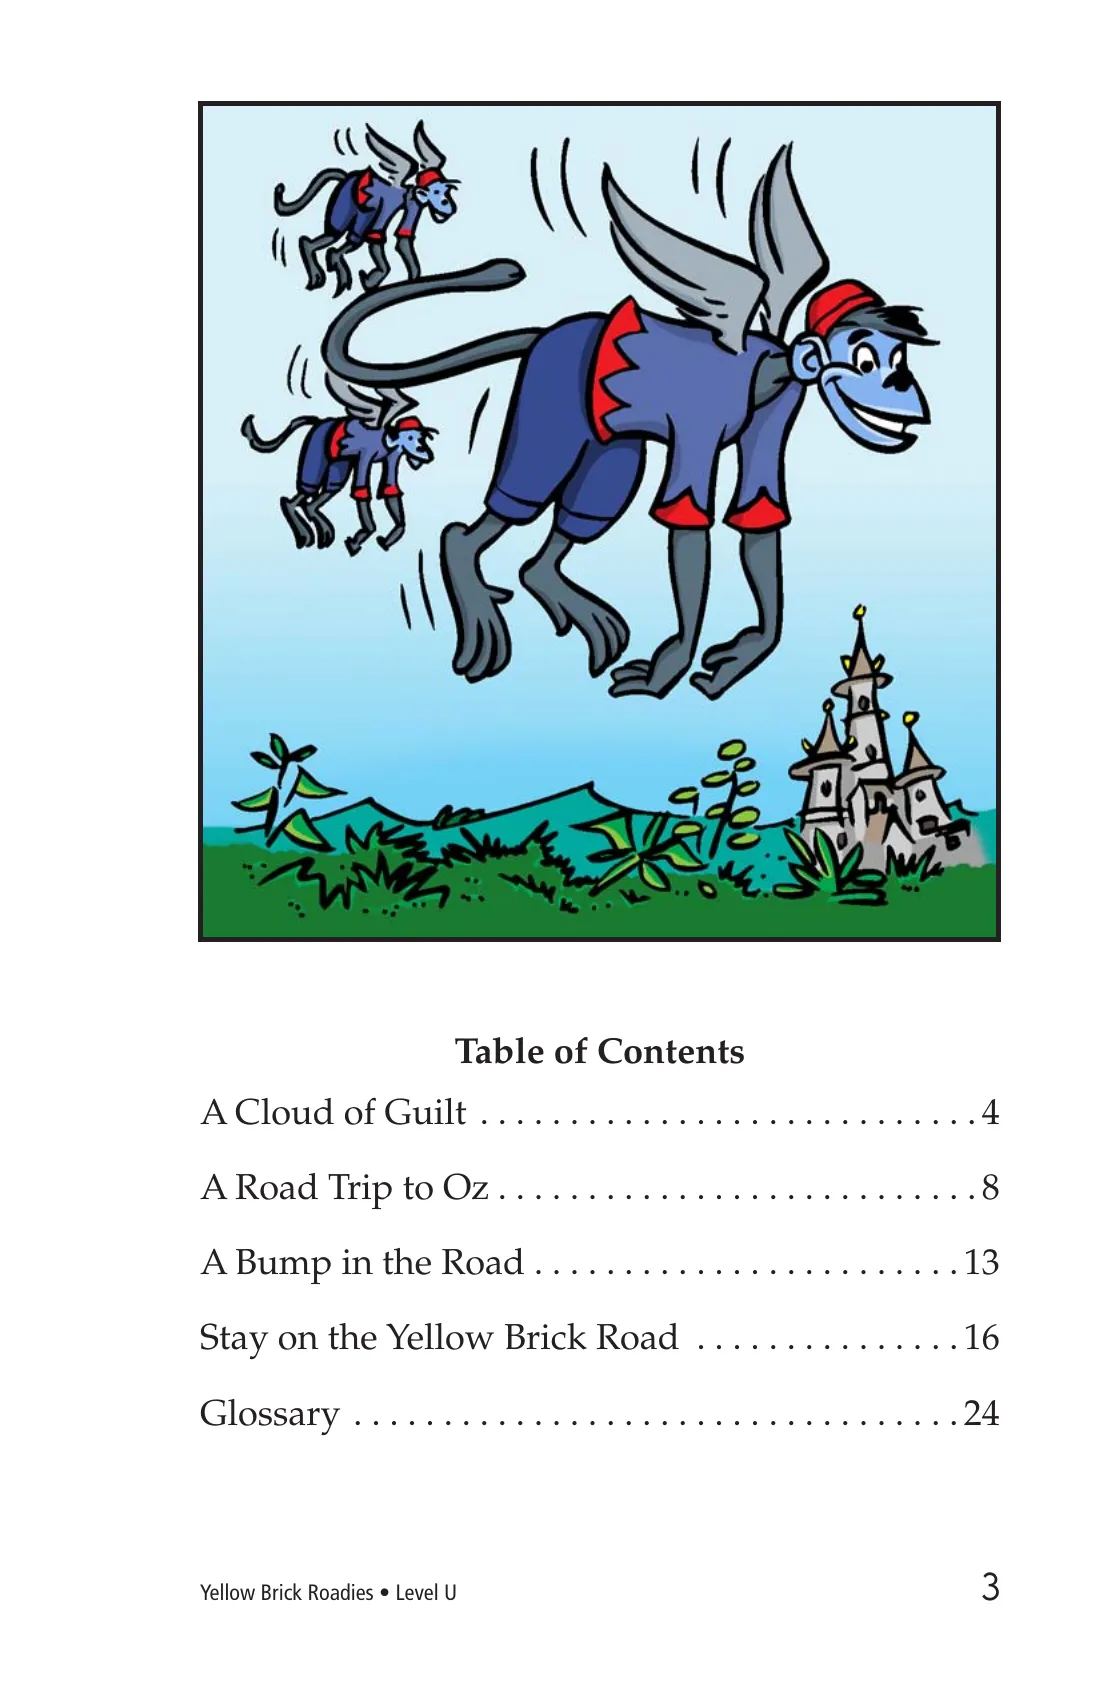 Table of Contents
A Cloud of Guilt . . . . . . . . . . . . . . . . . . . . . . . . . . . . 4
A Road Trip to Oz . . . . . . . . . . . . . . . . . . . . . . . . . . . 8
A Bump in the Road . . . . . . . . . . . . . . . . . . . . . . . . 13
Stay on the Yellow Brick Road . . . . . . . . . . . . . . . 16
Glossary . . . . . . . . . . . . . . . . . . . . . . . . . . . . . . . . . . 24
Yellow Brick Roadies • Level U 3